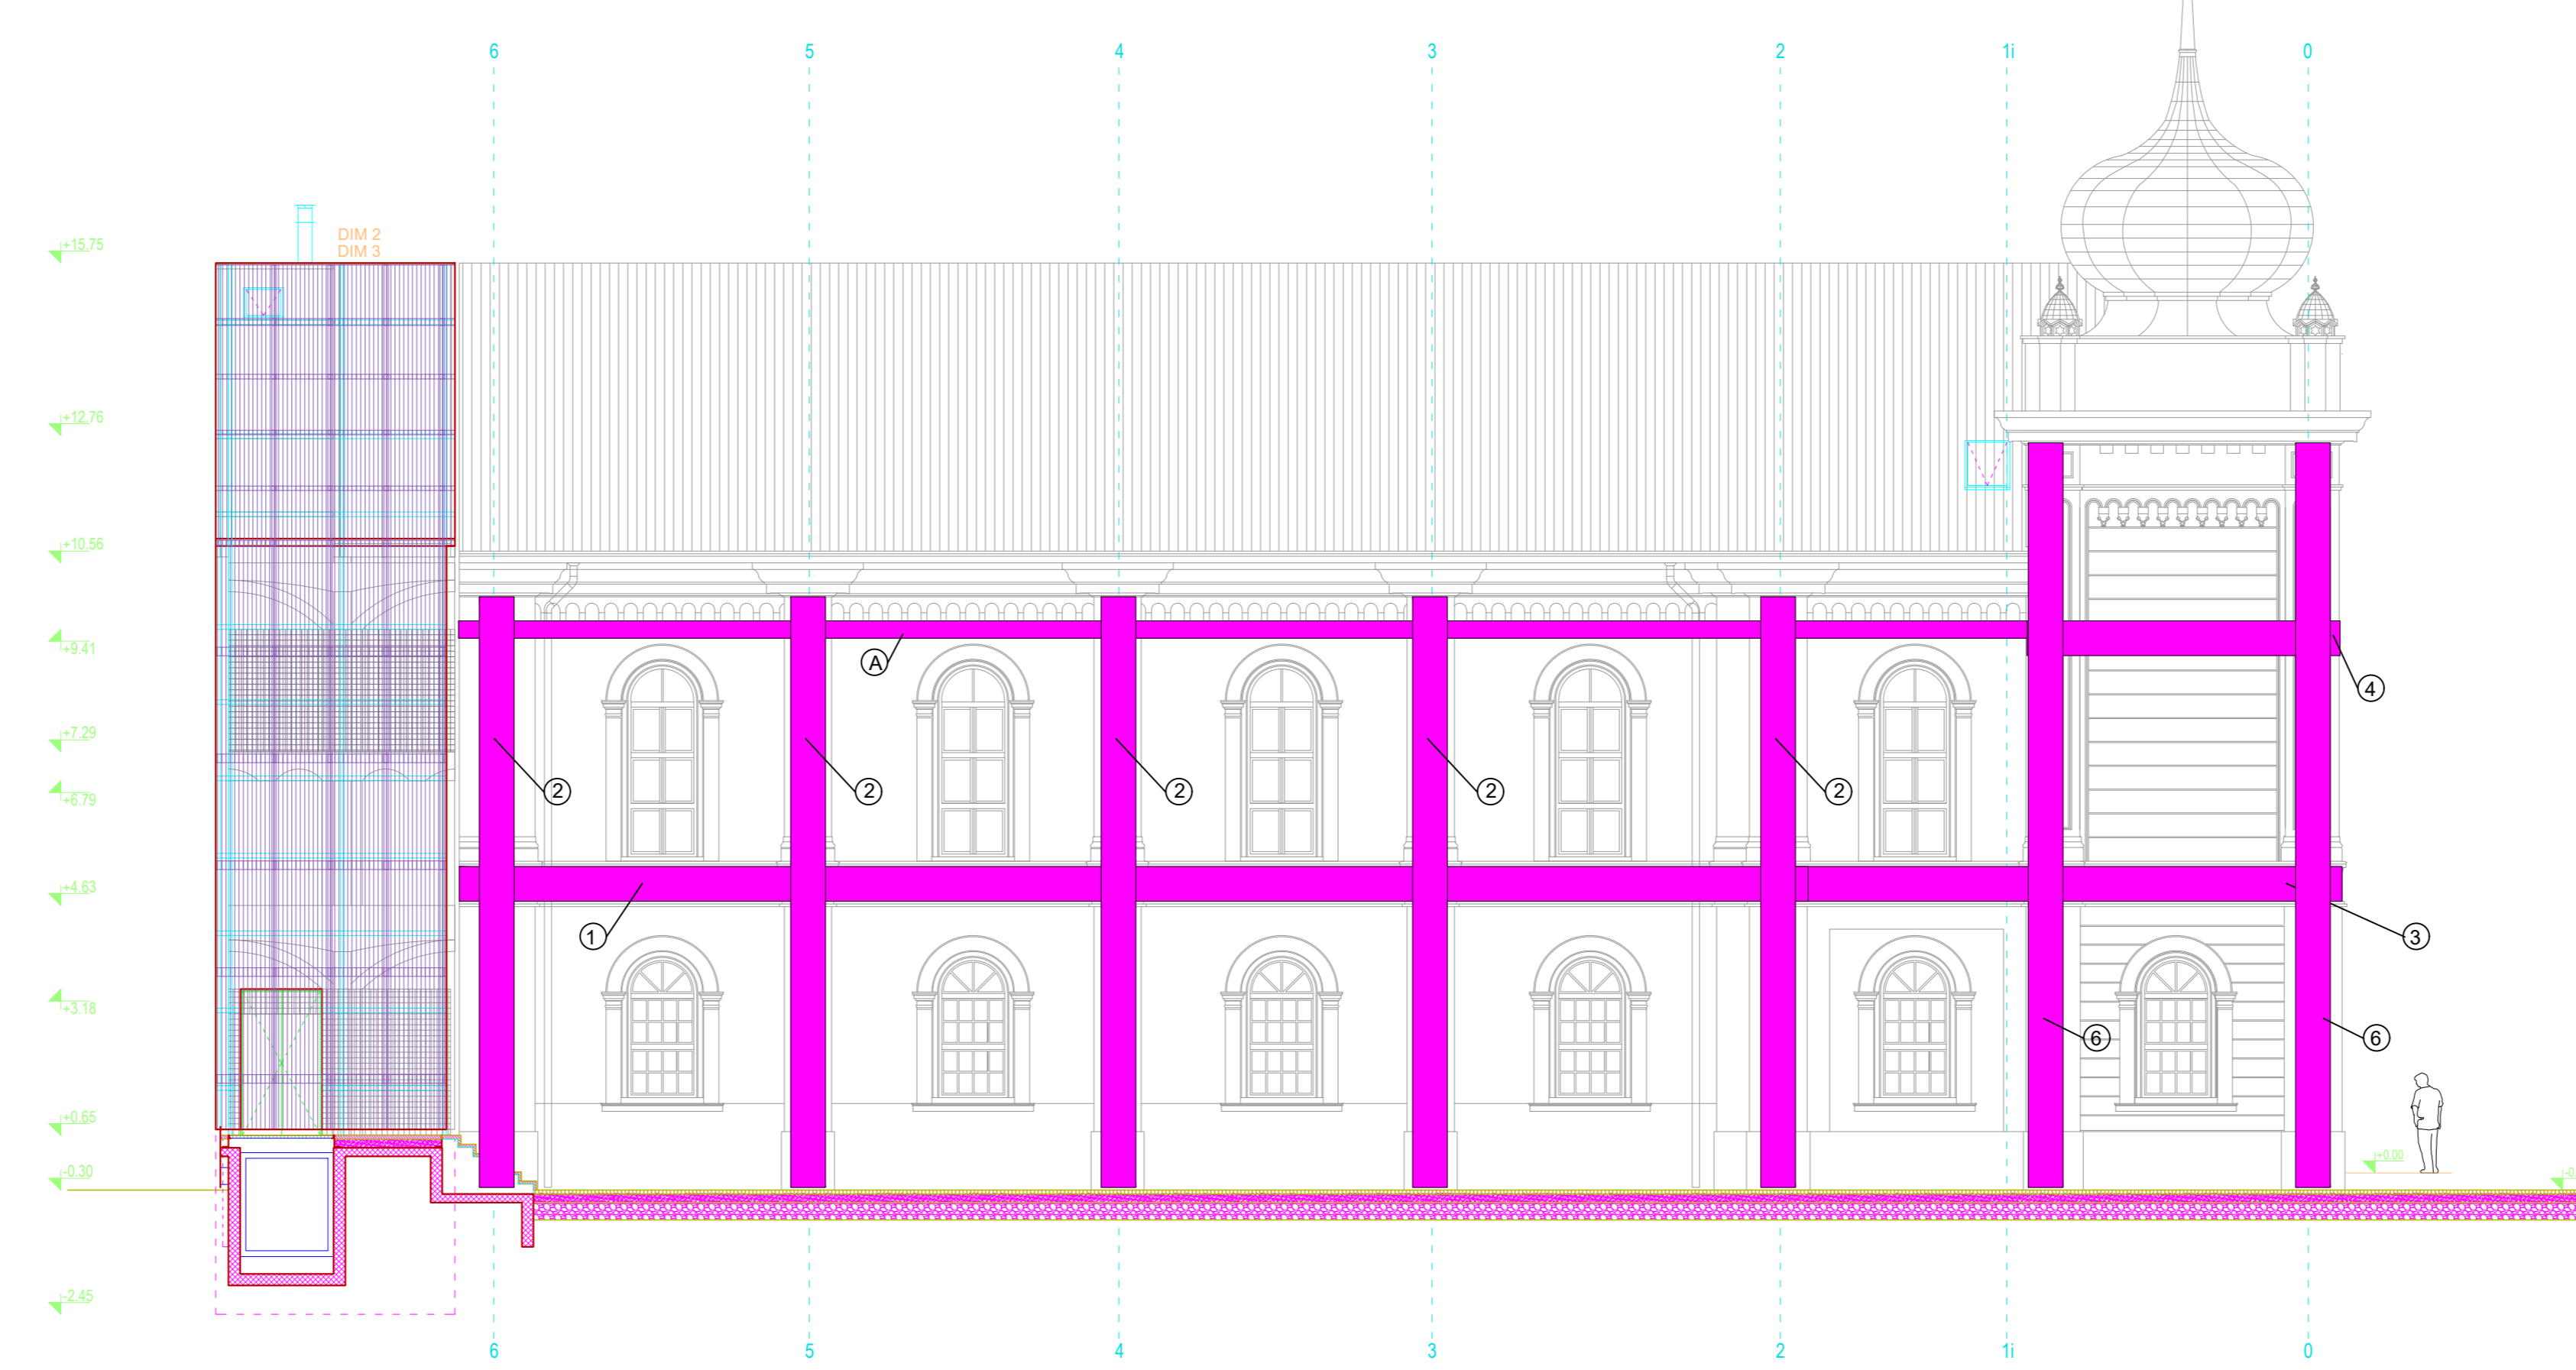 6 5 4 3 2 1i 0
DIM 2
DIM 3
+15.75
+12.76
+10.56
+9.41
A
4
+7.29
2 2 2 2 2
+6.79
+4.63
1
3
+3.18
6 6
+0.65
+0.00
-0.30
-2.45
6 5 4 3 2 1i 0